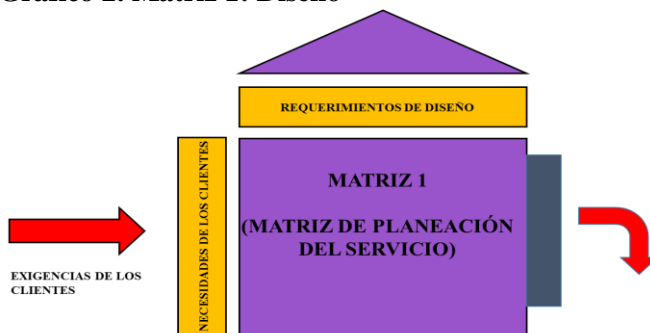 REQUERIMIENTOS DE DISEÑO
NECESIDADES DE LOS CLIENTES
MATRIZ 1
(MATRIZ DE PLANEACIÓN
DEL SERVICIO)
EXIGENCIAS DE LOS
CLIENTES